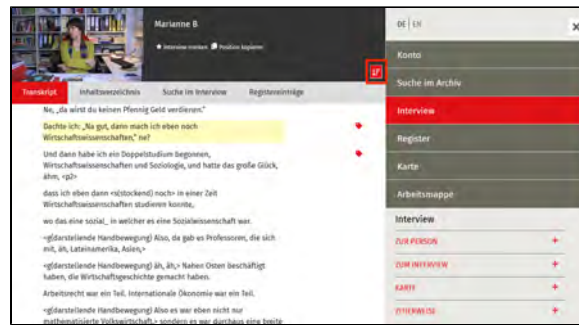 Marianne B
Interview merken Position kopieren
DE | EN
Konto
Suche im Archiv
Interview
Register
Karte
Arbeitsmappe
Interview
ZUR PERSON +
ZUM INTERVIEW +
KARTE +
ZITIERWEISE +
Transkript Inhaltsverzeichnis Suche im Interview Registereinträge
Ne, „da wirst du keinen Pfennig Geld verdienen."
Dachte ich: „Na gut, dann mach ich eben noch
Wirtschaftswissenschaften," ne?
Und dann habe ich ein Doppelstudium begonnen,
Wirtschaftswissenschaften und Soziologie, und hatte das große Glück,
ähm, <p2>
dass ich eben dann <s(stockend) noch> in einer Zeit
Wirtschaftswissenschaften studieren konnte,
wo das eine sozial_ in welcher es eine Sozialwissenschaft war.
<g(darstellende Handbewegung) Also, da gab es Professoren, die sich
mit, äh, Lateinamerika, Asien,>
<g(darstellende Handbewegung) äh, äh,> Nahen Osten beschäftigt
haben, die Wirtschaftsgeschichte gemacht haben.
Arbeitsrecht war ein Teil. Internationale Ökonomie war ein Teil.
<g(darstellende Handbewegung) Also es war eben nicht nur
mathematisierte Volkswirtschaft,> sondern es war durchaus eine breite